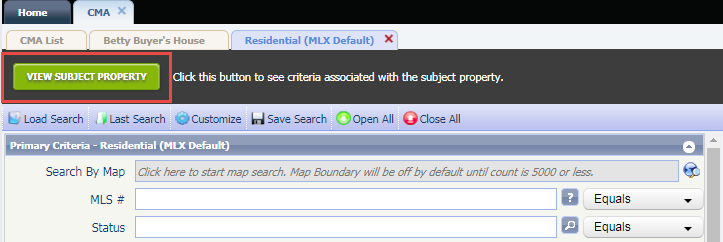 Home CMA
CMA List Betty Buyer's House Residential (MLX Default)
VIEW SUBJECT PROPERTY Click this button to see criteria associated with the subject property.
Load Search Last Search Customize Save Search Open All Close All
Primary Criteria - Residential (MLX Default)
Search By Map Click here to start map search. Map Boundary will be off by default until count is 5000 or less.
MLS # ? Equals
Status Equals